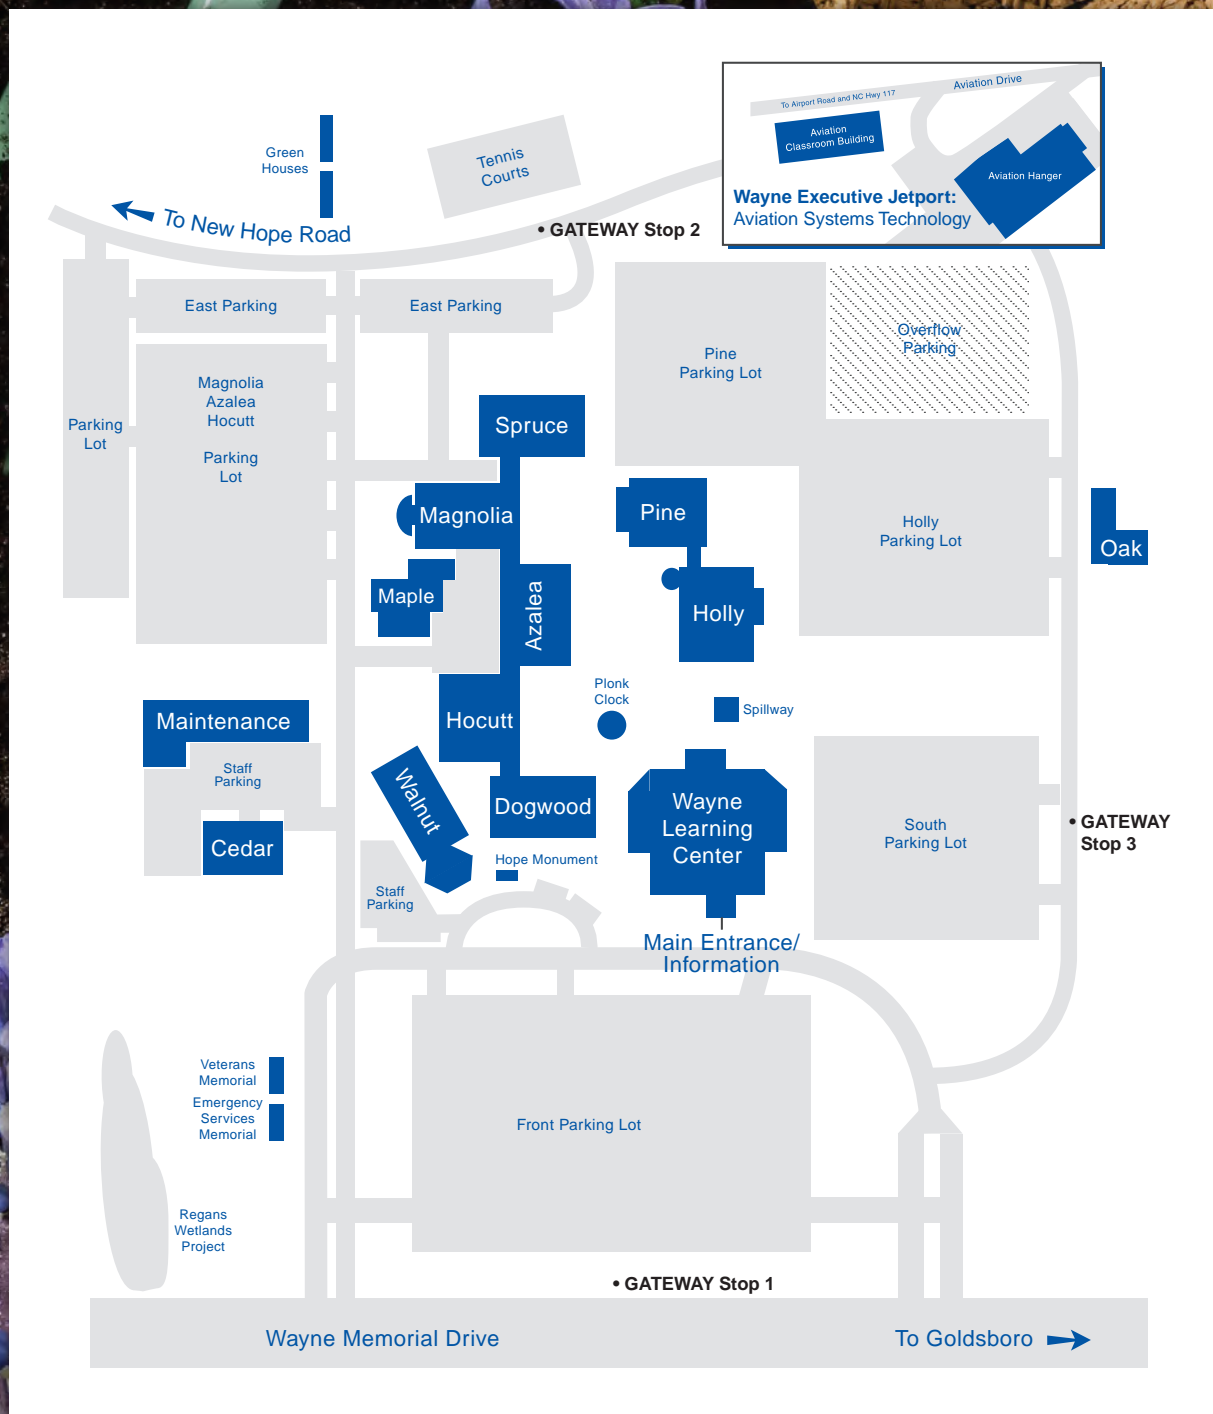 Aviation Drive
To Airport Road and NC Hwy 117
Aviation
Classroom Building
Aviation Hanger
Wayne Executive Jetport:
Aviation Systems Technology
Green
Houses
Tennis
Courts
To New Hope Road
• GATEWAY Stop 2
East Parking
East Parking
Overflow
Parking
Pine
Parking Lot
Magnolia
Azalea
Hocutt
Parking
Lot
Parking
Lot
Spruce
Magnolia
Pine
Holly
Parking Lot
Oak
Maple
Azalea
Holly
Plonk
Clock
Spillway
Maintenance
Hocutt
Staff
Parking
Walnut
Dogwood
Wayne
Learning
Center
South
Parking Lot
• GATEWAY
Stop 3
Cedar
Hope Monument
Staff
Parking
Main Entrance/
Information
Veterans
Memorial
Emergency
Services
Memorial
Front Parking Lot
Regans
Wetlands
Project
• GATEWAY Stop 1
Wayne Memorial Drive
To Goldsboro